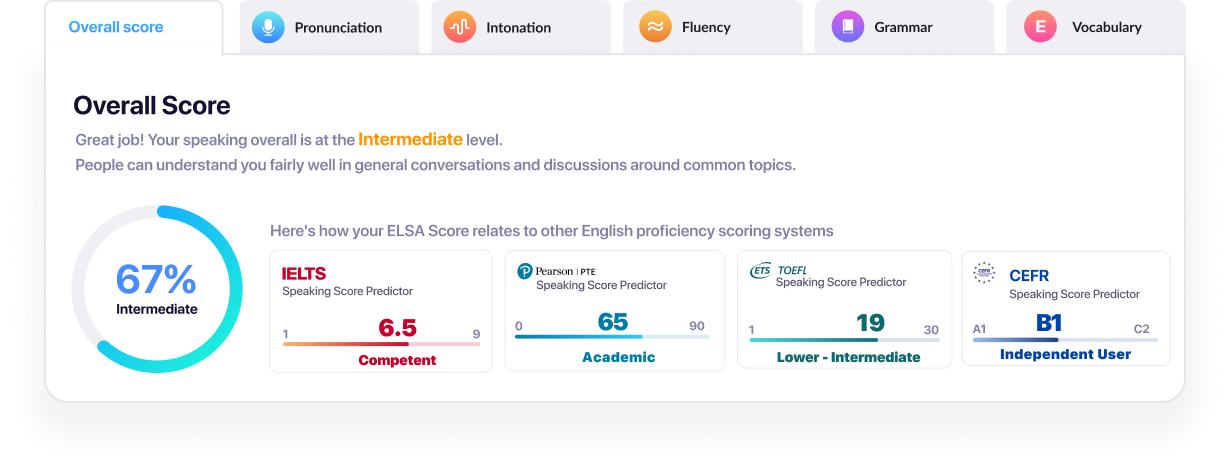 Overall score
Pronunciation
Intonation
Fluency
Grammar
E
Vocabulary
Overall Score
Great job! Your speaking overall is at the Intermediate level.
People can understand you fairly well in general conversations and discussions around common topics.
67%
Intermediate
Here's how your ELSA Score relates to other English proficiency scoring systems
IELTS
Speaking Score Predictor
1 6.5 9
Competent
Pearson | PTE
Speaking Score Predictor
0 65 90
Academic
ETS TOEFL
Speaking Score Predictor
1 19 30
Lower - Intermediate
CEFR
CEFR
Speaking Score Predictor
A1 B1 C2
Independent User